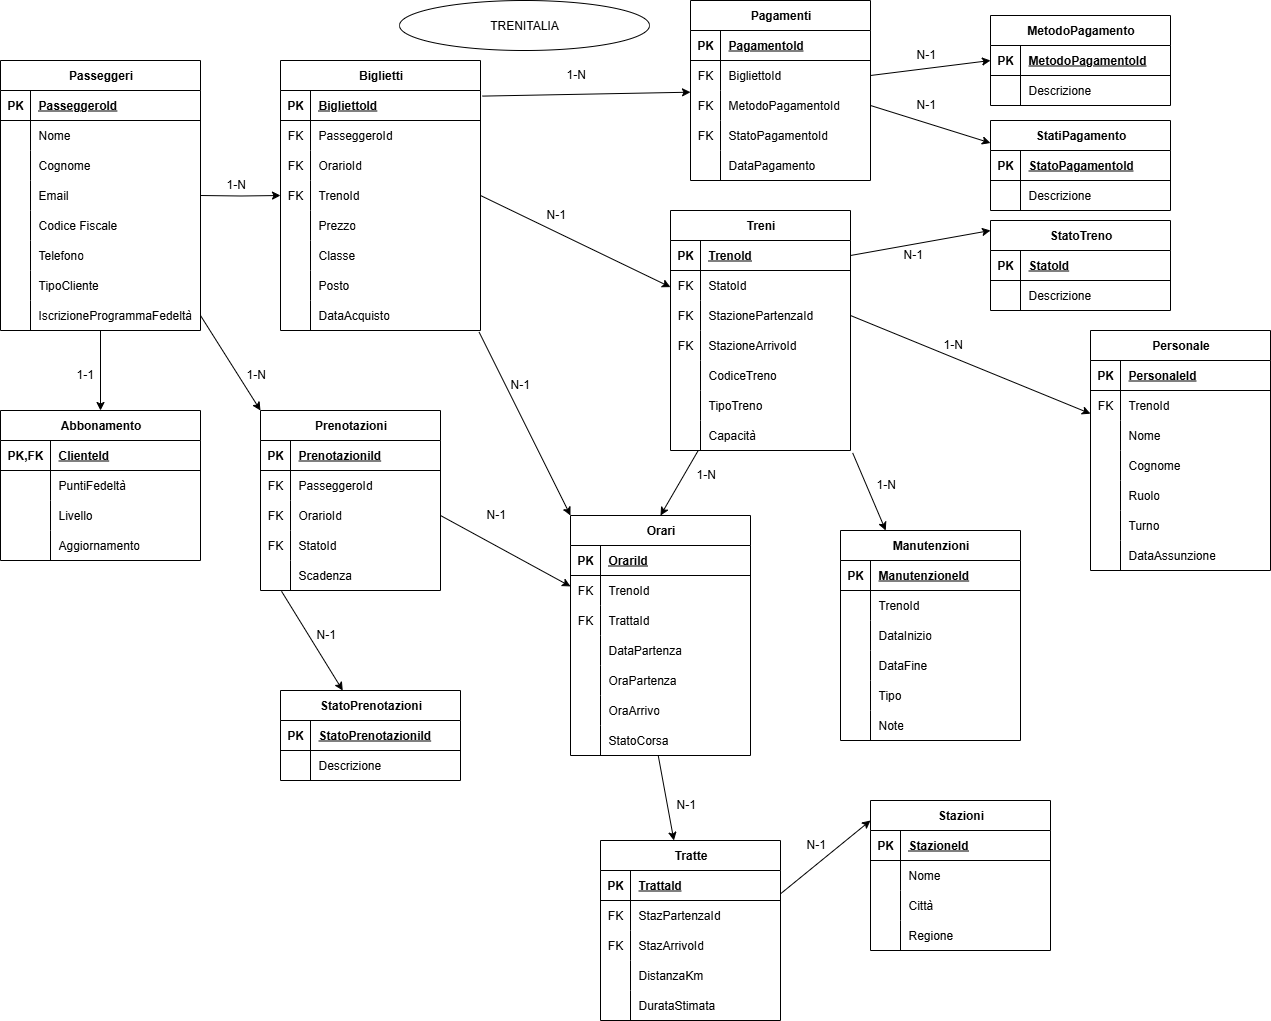 TRENITALIA
Passeggeri
PK PasseggeroId
Nome
Cognome
Email
Codice Fiscale
Telefono
TipoCliente
IscrizioneProgrammaFedeltà
1-N
Biglietti
PK BigliettoId
FK PasseggeroId
FK OrarioId
FK TrenoId
Prezzo
Classe
Posto
DataAcquisto
1-N
Pagamenti
PK PagamentoId
FK BigliettoId
FK MetodoPagamentoId
FK StatoPagamentoId
DataPagamento
N-1
MetodoPagamento
PK MetodoPagamentoId
Descrizione
N-1
StatiPagamento
PK StatoPagamentoId
Descrizione
N-1
Treni
PK TrenoId
FK StatoId
FK StazionePartenzaId
FK StazioneArrivoId
CodiceTreno
TipoTreno
Capacità
N-1
StatoTreno
PK StatoId
Descrizione
1-N
Personale
PK PersonaleId
FK TrenoId
Nome
Cognome
Ruolo
Turno
DataAssunzione
1-1
Abbonamento
PK,FK ClienteId
PuntiFedeltà
Livello
Aggiornamento
1-N
Prenotazioni
PK PrenotazioniId
FK PasseggeroId
FK OrarioId
FK StatoId
Scadenza
N-1
N-1
1-N
Orari
PK OrariId
FK TrenoId
FK TrattaId
DataPartenza
OraPartenza
OraArrivo
StatoCorsa
1-N
Manutenzioni
PK ManutenzioneId
TrenoId
DataInizio
DataFine
Tipo
Note
N-1
StatoPrenotazioni
PK StatoPrenotazioniId
Descrizione
N-1
Tratte
PK TrattaId
FK StazPartenzaId
FK StazArrivoId
DistanzaKm
DurataStimata
N-1
Stazioni
PK StazioneId
Nome
Città
Regione